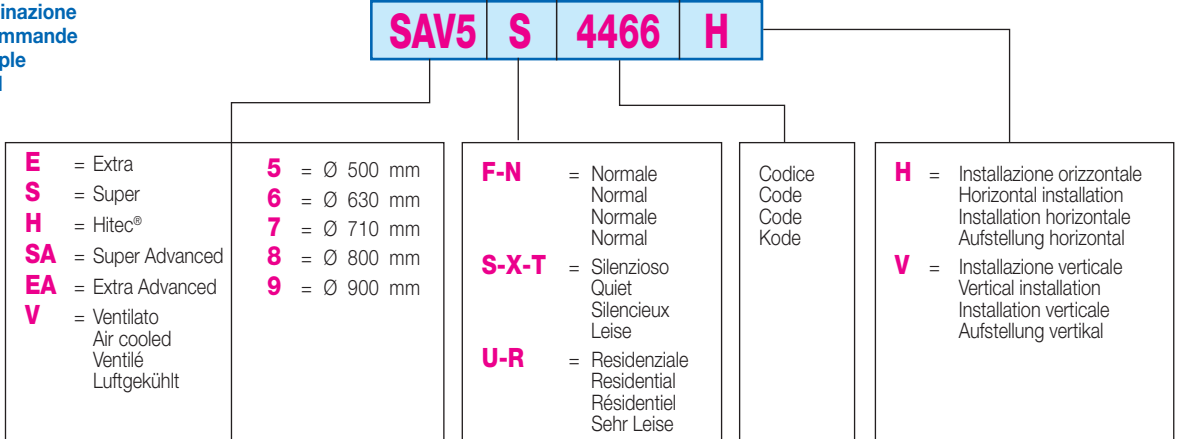 inazione
mmande
ple
SAV5 S 4466 H
E = Extra
S = Super
H = Hitec®
SA = Super Advanced
EA = Extra Advanced
V = Ventilato
Air cooled
Ventilé
Luftgekühlt
5 = Ø 500 mm
6 = Ø 630 mm
7 = Ø 710 mm
8 = Ø 800 mm
9 = Ø 900 mm
F-N = Normale
Normal
Normale
Normal
S-X-T = Silenzioso
Quiet
Silencieux
Leise
U-R = Residenziale
Residential
Résidentiel
Sehr Leise
Codice
Code
Code
Kode
H = Installazione orizzontale
Horizontal installation
Installation horizontale
Aufstellung horizontal
V = Installazione verticale
Vertical installation
Installation verticale
Aufstellung vertikal